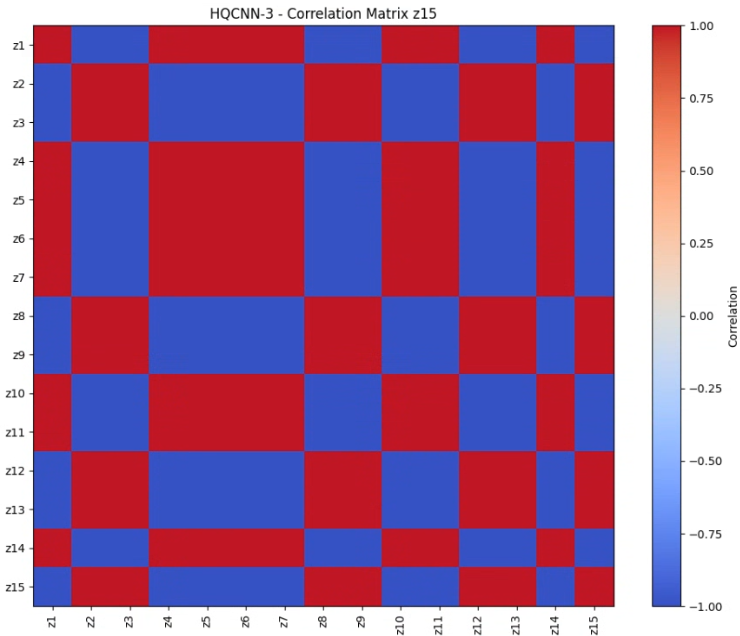 HQCNN-3 - Correlation Matrix z15
z1
z2
z3
z4
z5
z6
z7
z8
z9
z10
z11
z12
z13
z14
z15
z1
z2
z3
z4
z5
z6
z7
z8
z9
z10
z11
z12
z13
z14
z15
1.00
0.75
0.50
0.25
0.00
−0.25
−0.50
−0.75
−1.00
Correlation